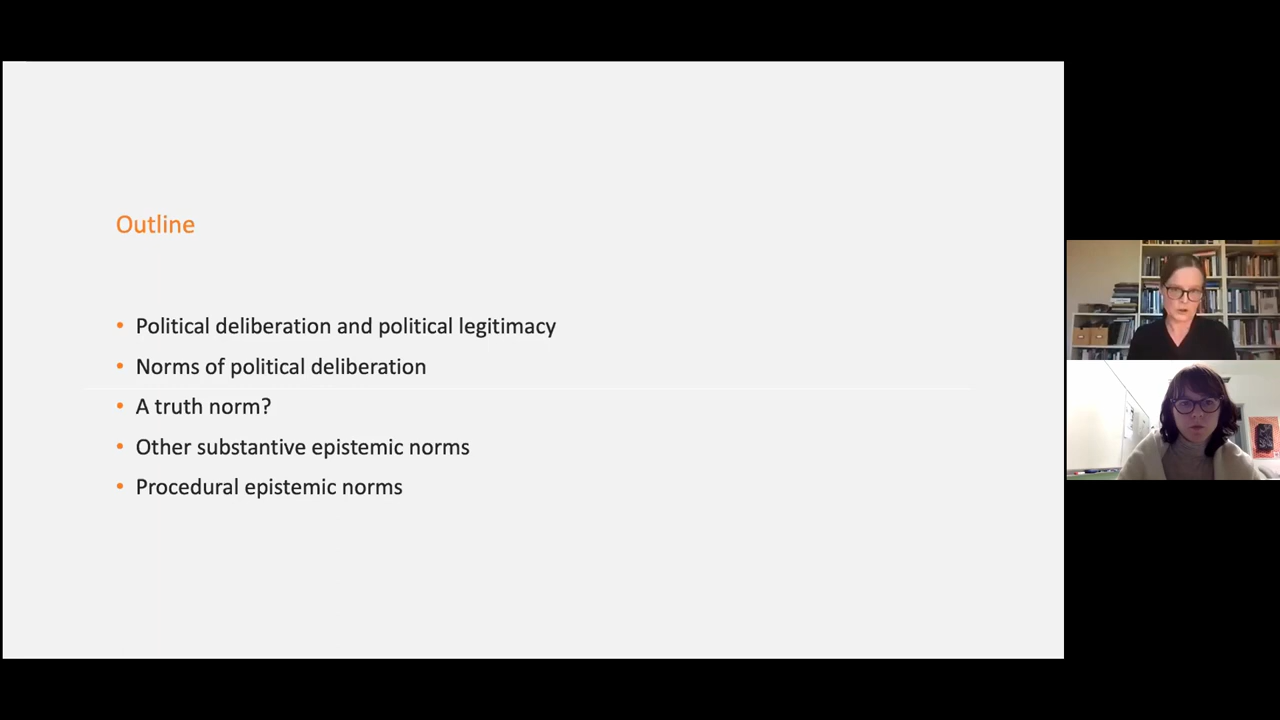 Outline
• Political deliberation and political legitimacy
• Norms of political deliberation
• A truth norm?
• Other substantive epistemic norms
• Procedural epistemic norms